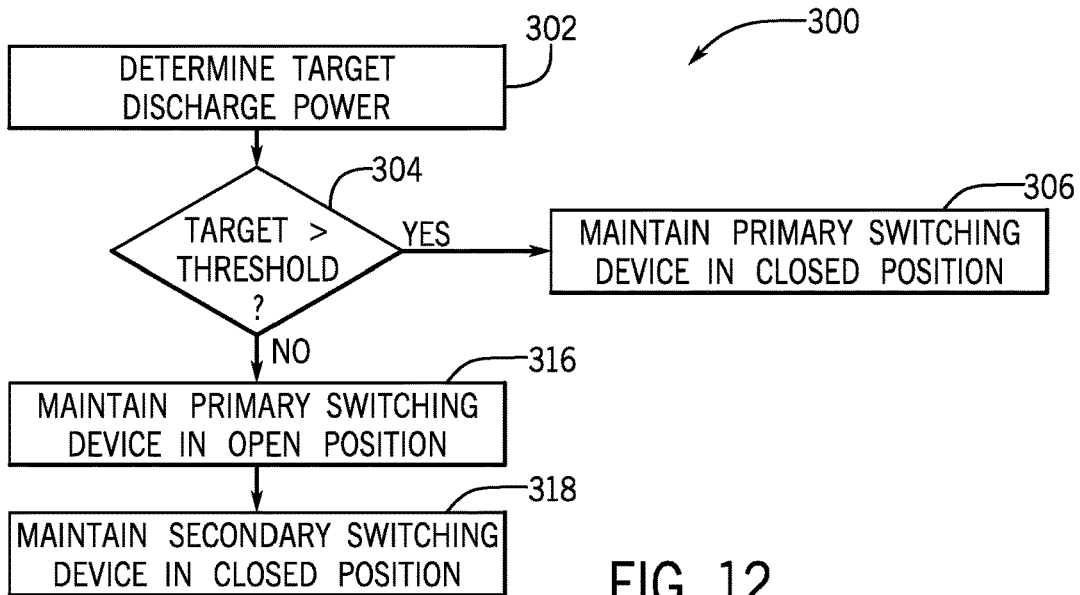 300
302
DETERMINE TARGET
DISCHARGE POWER
304
TARGET >
THRESHOLD
?
YES
306
MAINTAIN PRIMARY SWITCHING
DEVICE IN CLOSED POSITION
NO
316
MAINTAIN PRIMARY SWITCHING
DEVICE IN OPEN POSITION
318
MAINTAIN SECONDARY SWITCHING
DEVICE IN CLOSED POSITION
FIG. 12